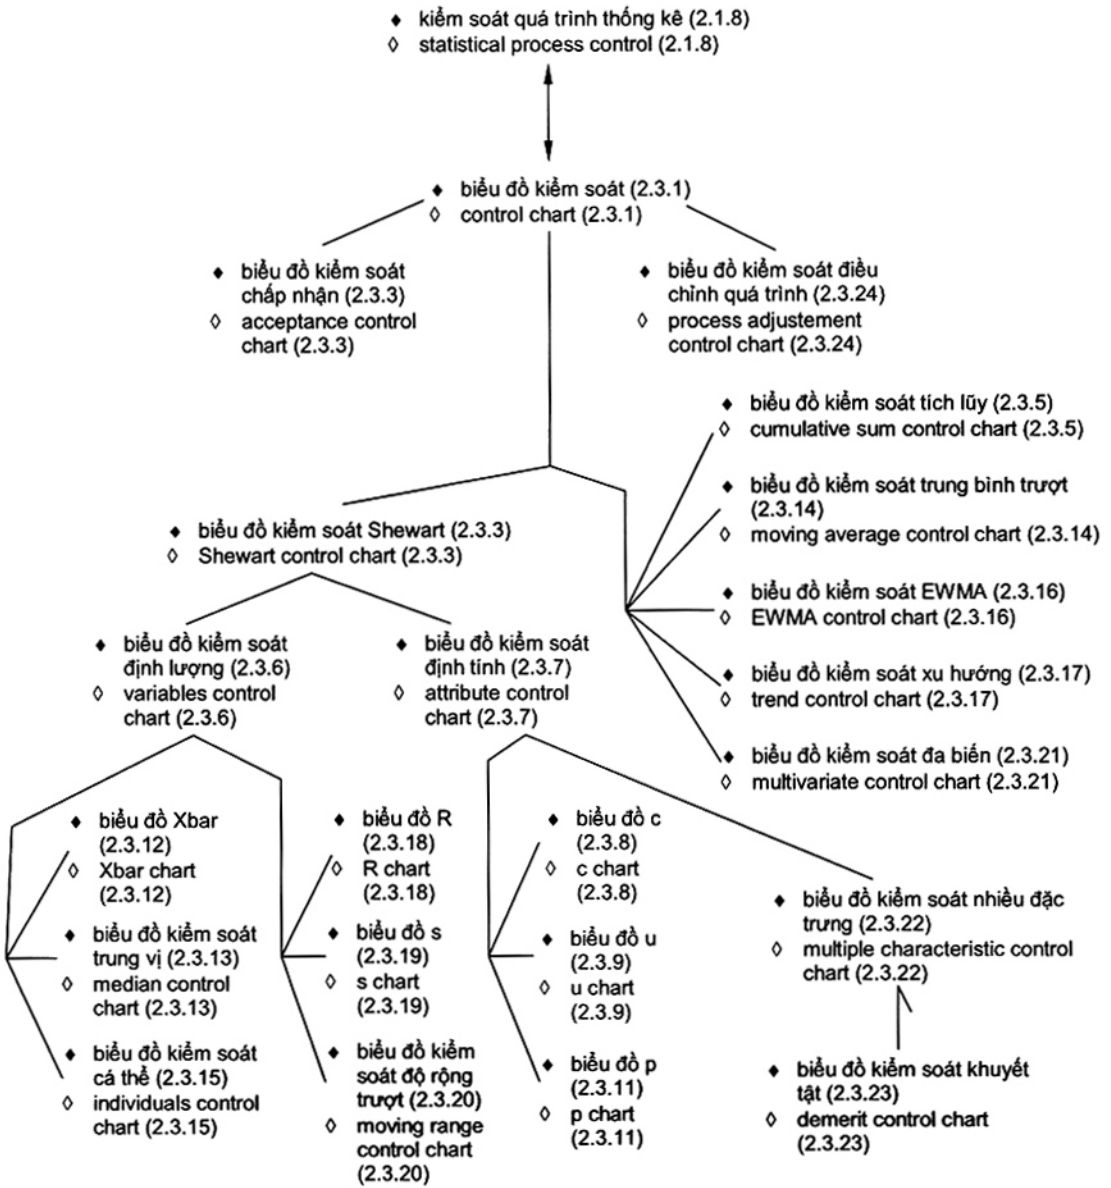 ◆ kiểm soát quá trình thống kê (2.1.8)
◊ statistical process control (2.1.8)
◆ biểu đồ kiểm soát (2.3.1)
◊ control chart (2.3.1)
◆ biểu đồ kiểm soát
chấp nhận (2.3.3)
◊ acceptance control
chart (2.3.3)
◆ biểu đồ kiểm soát điều
chỉnh quá trình (2.3.24)
◊ process adjustement
control chart (2.3.24)
◆ biểu đồ kiểm soát tích lũy (2.3.5)
◊ cumulative sum control chart (2.3.5)
◆ biểu đồ kiểm soát trung bình trượt
(2.3.14)
◊ moving average control chart (2.3.14)
◆ biểu đồ kiểm soát EWMA (2.3.16)
◊ EWMA control chart (2.3.16)
◆ biểu đồ kiểm soát xu hướng (2.3.17)
◊ trend control chart (2.3.17)
◆ biểu đồ kiểm soát đa biến (2.3.21)
◊ multivariate control chart (2.3.21)
◆ biểu đồ kiểm soát Shewart (2.3.3)
◊ Shewart control chart (2.3.3)
◆ biểu đồ kiểm soát
định lượng (2.3.6)
◊ variables control
chart (2.3.6)
◆ biểu đồ kiểm soát
định tính (2.3.7)
◊ attribute control
chart (2.3.7)
◆ biểu đồ Xbar
(2.3.12)
◊ Xbar chart
(2.3.12)
◆ biểu đồ kiểm soát
trung vị (2.3.13)
◊ median control
chart (2.3.13)
◆ biểu đồ kiểm soát
cá thể (2.3.15)
◊ individuals control
chart (2.3.15)
◆ biểu đồ R
(2.3.18)
◊ R chart
(2.3.18)
◆ biểu đồ s
(2.3.19)
◊ s chart
(2.3.19)
◆ biểu đồ kiểm
soát độ rộng
trượt (2.3.20)
◊ moving range
control chart
(2.3.20)
◆ biểu đồ c
(2.3.8)
◊ c chart
(2.3.8)
◆ biểu đồ u
(2.3.9)
◊ u chart
(2.3.9)
◆ biểu đồ p
(2.3.11)
◊ p chart
(2.3.11)
◆ biểu đồ kiểm soát nhiều đặc
trưng (2.3.22)
◊ multiple characteristic control
chart (2.3.22)
◆ biểu đồ kiểm soát khuyết
tật (2.3.23)
◊ demerit control chart
(2.3.23)